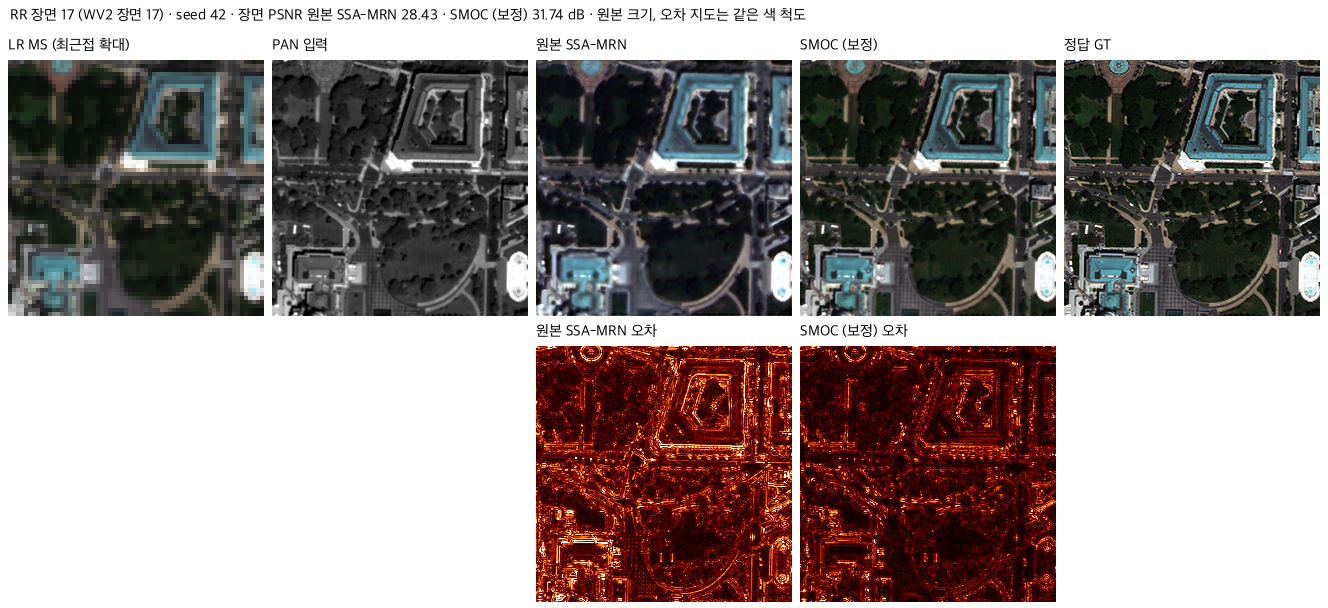 RR 장면 17 (WV2 장면 17) · seed 42 · 장면 PSNR 원본 SSA-MRN 28.43 · SMOC (보정) 31.74 dB · 원본 크기, 오차 지도는 같은 색 척도
LR MS (최근접 확대)
PAN 입력
원본 SSA-MRN
SMOC (보정)
정답 GT
원본 SSA-MRN 오차
SMOC (보정) 오차